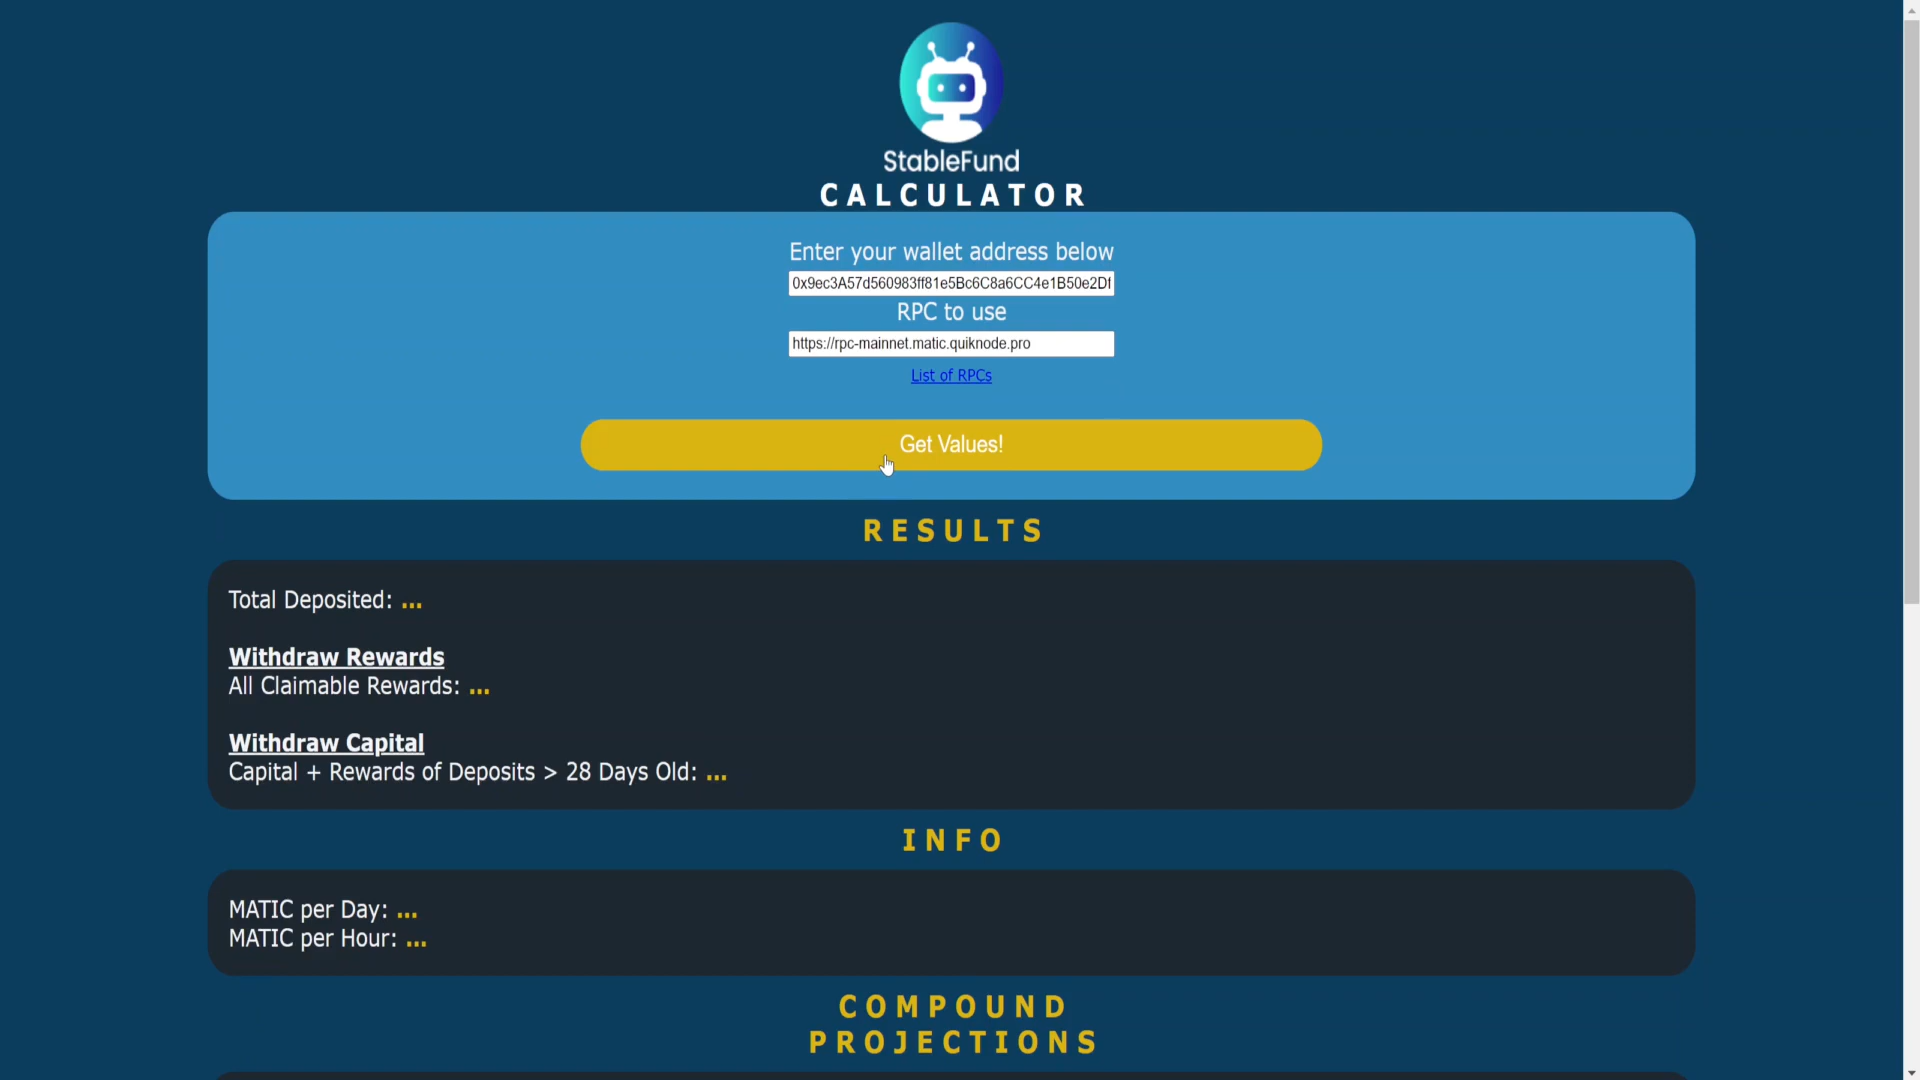 StableFund
CALCULATOR
Enter your wallet address below
0x9ec3A57d560983ff81e5Bc6C8a6CC4e1B50e2Df
RPC to use
https://rpc-mainnet.matic.quiknode.pro
List of RPCs
Get Values!
RESULTS
Total Deposited: ...
Withdraw Rewards
All Claimable Rewards: ...
Withdraw Capital
Capital + Rewards of Deposits > 28 Days Old: ...
INFO
MATIC per Day: ...
MATIC per Hour: ...
COMPOUND
PROJECTIONS